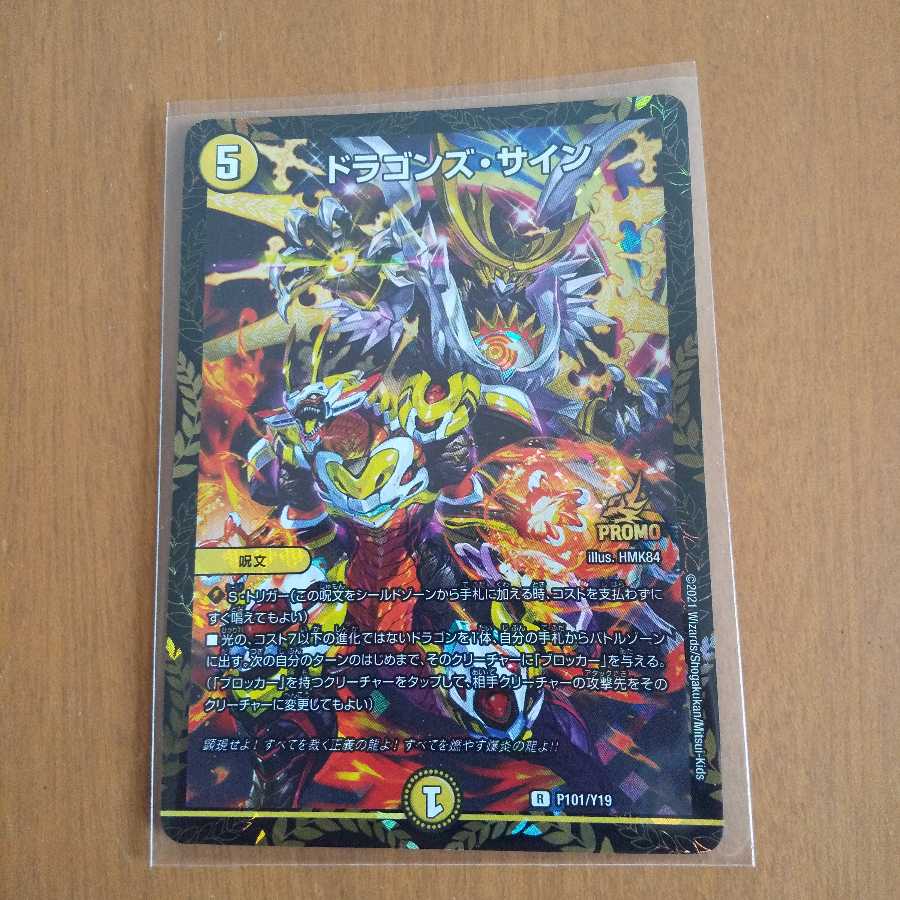 5
ドラゴンズ・サイン
PROMO
illus. HMK84
呪文
S・トリガー(この呪文をシールドゾーンから手札に加える時、コストを支払わずに
すぐ唱えてもよい)
■光の、コスト7以下の進化ではないドラゴンを1体、自分の手札からバトルゾーン
に出す。次の自分のターンのはじめまで、そのクリーチャーに「ブロッカー」を与える。
(「ブロッカー」を持つクリーチャーをタップして、相手クリーチャーの攻撃先をその
クリーチャーに変更してもよい)
顕現せよ！すべてを裁く正義の龍よ！すべてを燃やす爆炎の龍よ!!
1
R P101/Y19
©2021 Wizards/Shogakukan/Mitsui-Kids